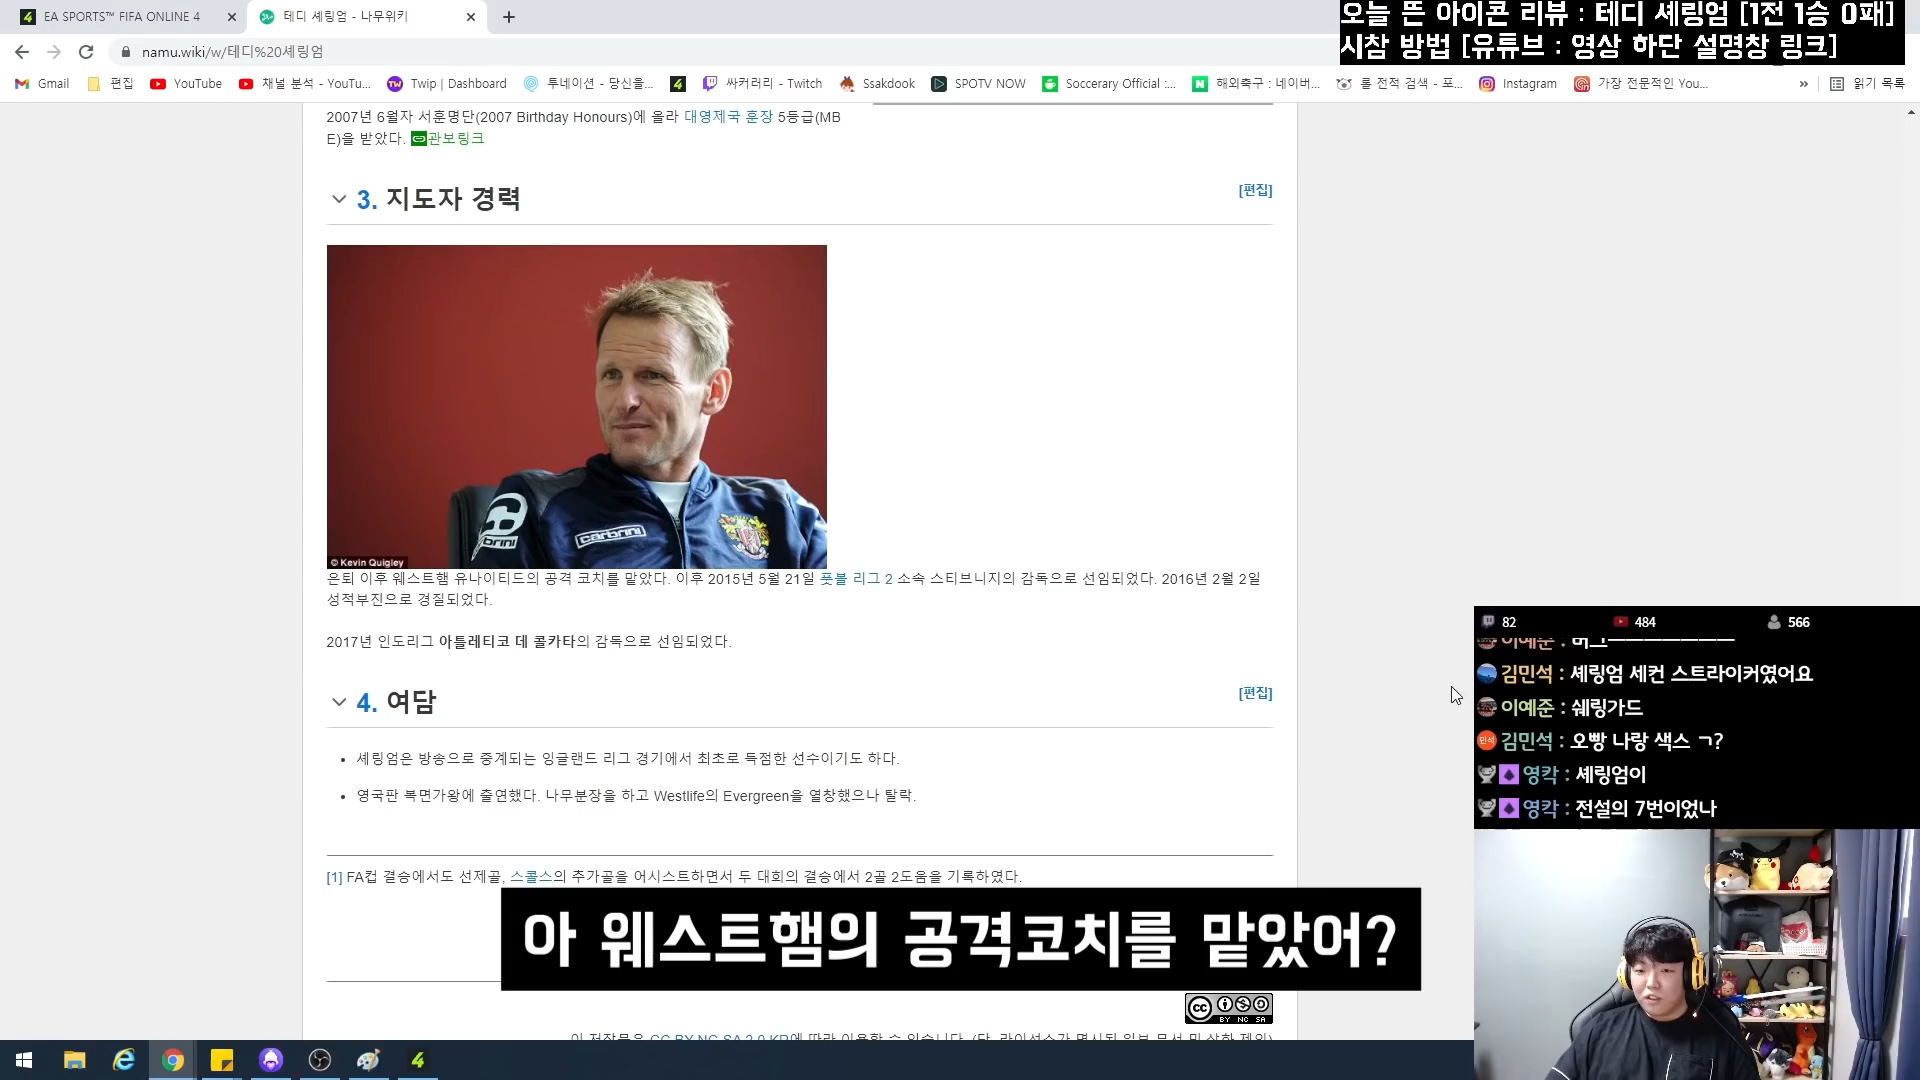 EA SPORTS™ FIFA ONLINE 4
테디 셰링엄 - 나무위키
오늘 뜬 아이콘 리뷰 : 테디 셰링엄 [1전 1승 0패]
시참 방법 [유튜브 : 영상 하단 설명창 링크]
namu.wiki/w/테디%20셰링엄
Gmail
편집
YouTube
채널 분석 - YouTu...
Twip | Dashboard
투네이션 - 당신을...
싸커러리 - Twitch
Ssakdook
SPOTV NOW
Soccerary Official :...
해외축구 : 네이버...
롤 전적 검색 - 포...
Instagram
가장 전문적인 You...
»
읽기 목록
2007년 6월자 서훈명단(2007 Birthday Honours)에 올라 대영제국 훈장 5등급(MB
E)을 받았다. 관보링크
3. 지도자 경력
[편집]
carbrini
© Kevin Quigley
은퇴 이후 웨스트햄 유나이티드의 공격 코치를 맡았다. 이후 2015년 5월 21일 풋볼 리그 2 소속 스티브니지의 감독으로 선임되었다. 2016년 2월 2일
성적부진으로 경질되었다.
2017년 인도리그 아틀레티코 데 콜카타의 감독으로 선임되었다.
4. 여담
[편집]
• 셰링엄은 방송으로 중계되는 잉글랜드 리그 경기에서 최초로 득점한 선수이기도 하다.
• 영국판 복면가왕에 출연했다. 나무분장을 하고 Westlife의 Evergreen을 열창했으나 탈락.
[1] FA컵 결승에서도 선제골, 스콜스의 추가골을 어시스트하면서 두 대회의 결승에서 2골 2도움을 기록하였다.
아 웨스트햄의 공격코치를 맡았어?
CC BY NC SA
82
484
566
이예준 : 버그ㅡㅡㅡㅡㅡㅡㅡ
김민석 : 셰링엄 세컨 스트라이커였어요
이예준 : 쉐링가드
김민석 : 오빵 나랑 색스 ㄱ?
영칵 : 셰링엄이
영칵 : 전설의 7번이었나